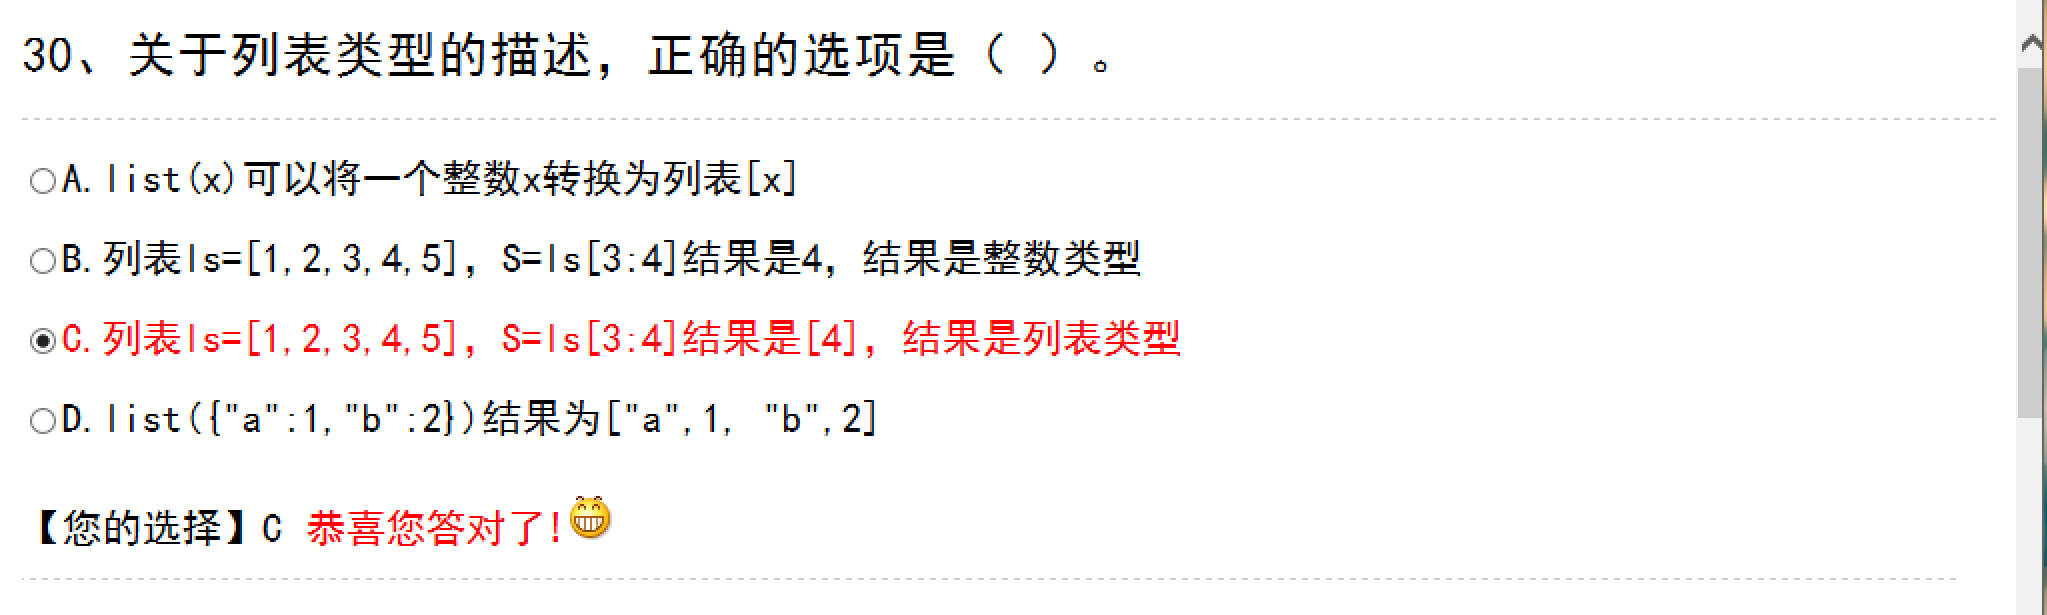 30、关于列表类型的描述，正确的选项是（ ）。
A.list(x)可以将一个整数x转换为列表[x]
B.列表ls=[1,2,3,4,5]，S=ls[3:4]结果是4，结果是整数类型
C.列表ls=[1,2,3,4,5]，S=ls[3:4]结果是[4]，结果是列表类型
D.list({"a":1,"b":2})结果为["a",1, "b",2]
【您的选择】C 恭喜您答对了!